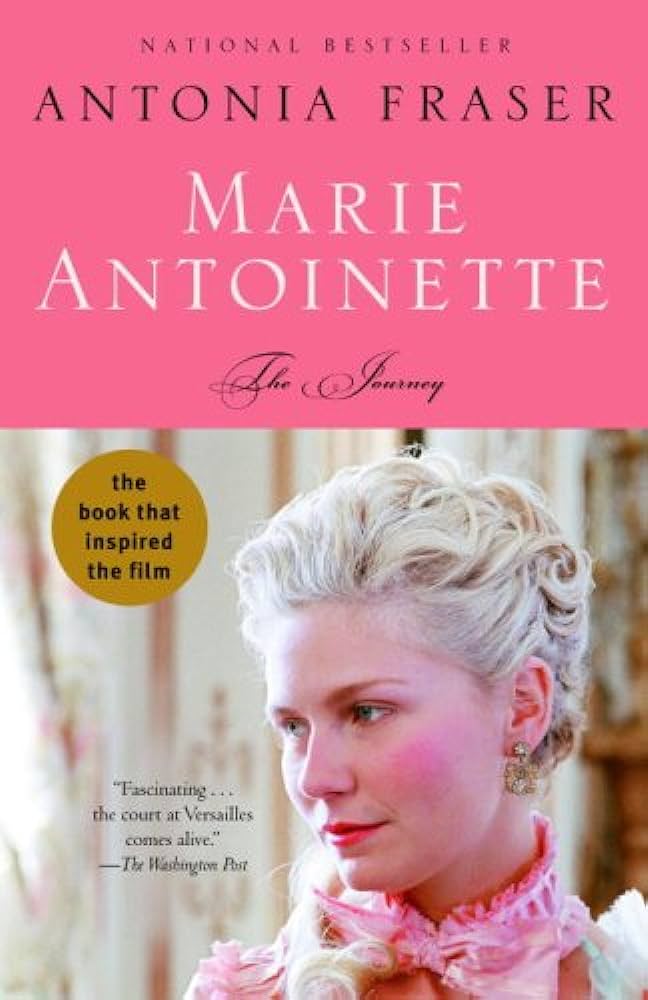 NATIONAL BESTSELLER
ANTONIA FRASER
MARIE
ANTOINETTE
The Journey
the
book that
inspired
the film
“Fascinating . . .
the court at Versailles
comes alive.”
—The Washington Post